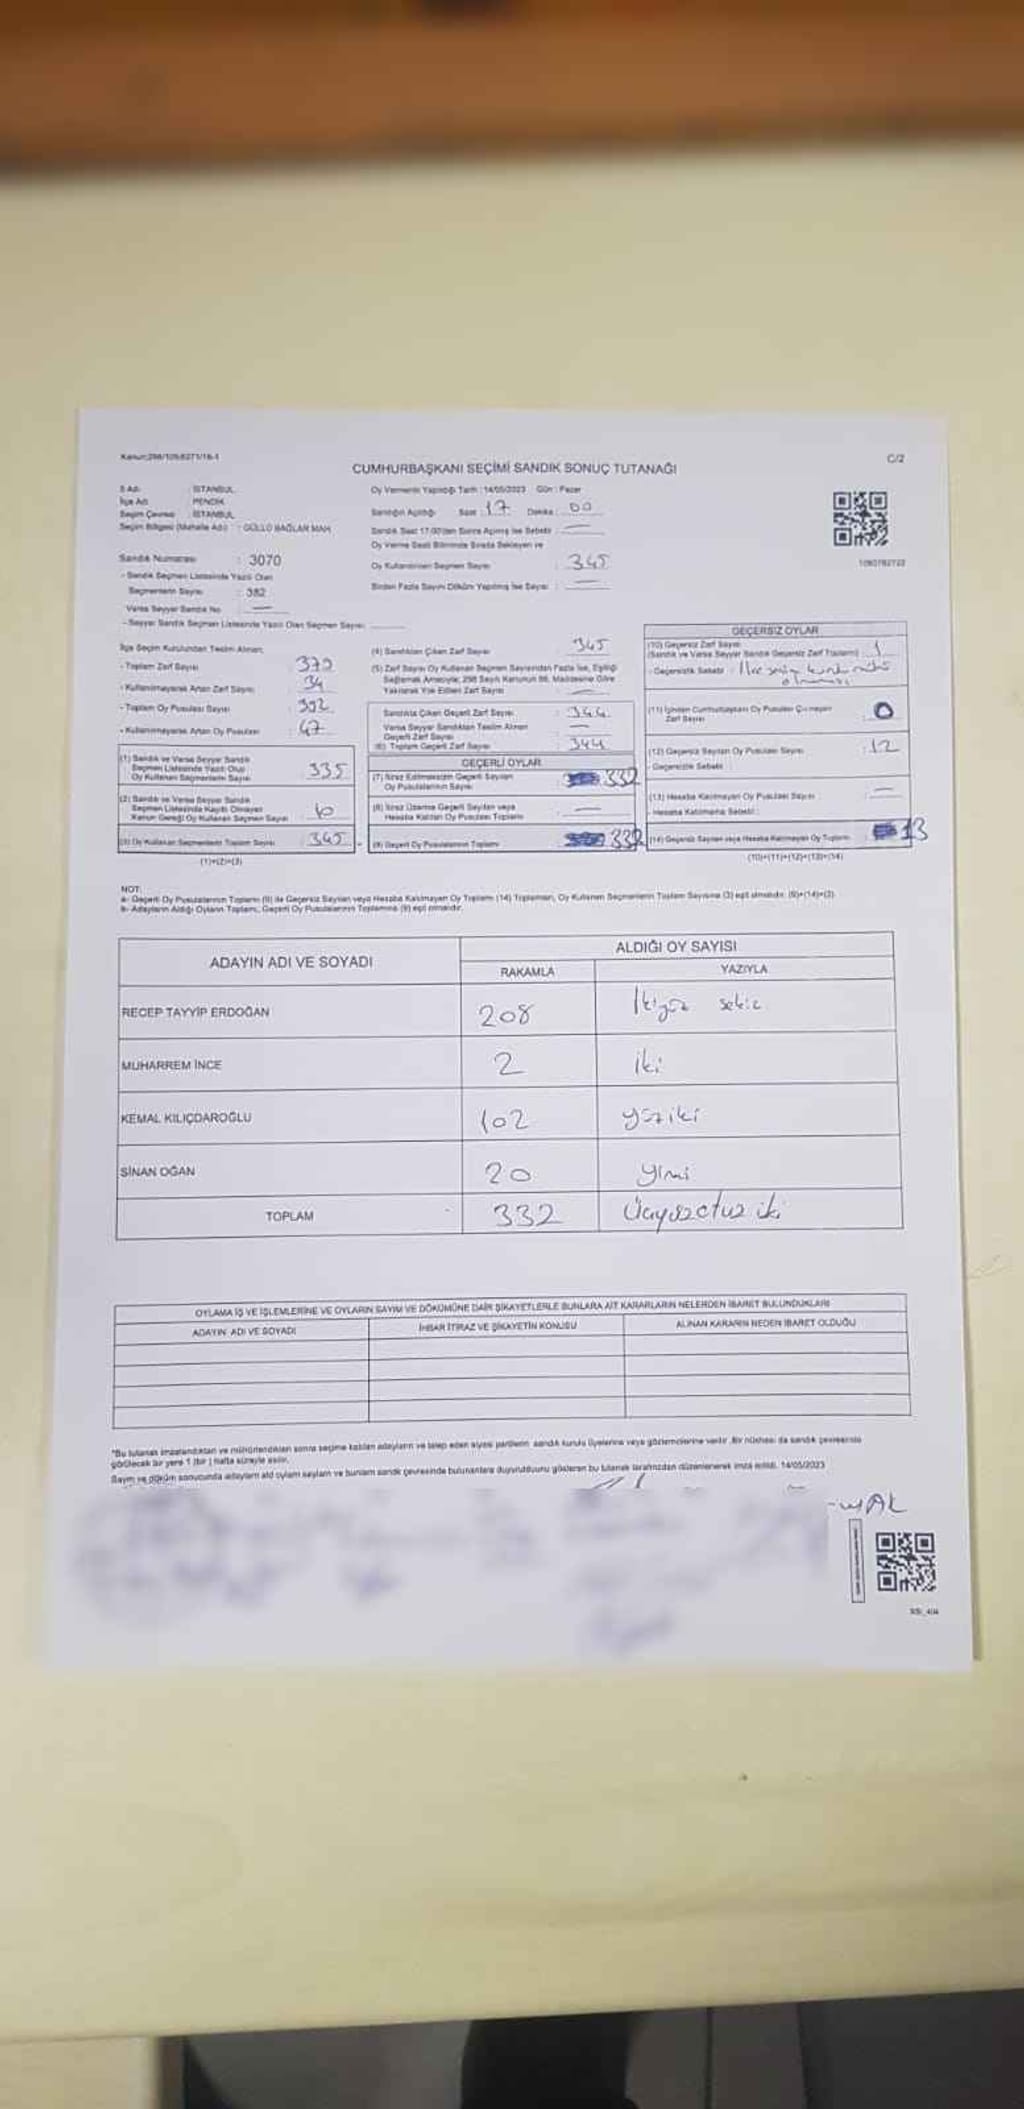 Kanun:298/105,6271/16-1
C/2
CUMHURBAŞKANI SEÇİMİ SANDIK SONUÇ TUTANAĞI
İl Adı : İSTANBUL
İlçe Adı : PENDİK
Seçim Çevresi : İSTANBUL
Seçim Bölgesi (Mahalle Adı) : GÜLLÜ BAĞLAR MAH.
Oy Vermenin Yapıldığı Tarih : 14/05/2023 Gün : Pazar
Sandığın Açıldığı Saat : 17 Dakika : 00
Sandık Saat 17:00'den Sonra Açılmış İse Sebebi : —
Oy Verme Saati Bitiminde Sırada Bekleyen ve
Oy Kullandırılan Seçmen Sayısı : 345
Birden Fazla Sayım Döküm Yapılmış İse Sayısı : —
Sandık Numarası : 3070
- Sandık Seçmen Listesinde Yazılı Olan
Seçmenlerin Sayısı : 382
Varsa Seyyar Sandık No : —
- Seyyar Sandık Seçmen Listesinde Yazılı Olan Seçmen Sayısı :
İlçe Seçim Kurulundan Teslim Alınan;
- Toplam Zarf Sayısı :
- Kullanılmayarak Artan Zarf Sayısı : 34
- Toplam Oy Pusulası Sayısı : 392
- Kullanılmayarak Artan Oy Pusulası : 47
(1) Sandık ve Varsa Seyyar Sandık
Seçmen Listesinde Yazılı Olup
Oy Kullanan Seçmenlerin Sayısı : 335
(2) Sandık ve Varsa Seyyar Sandık
Seçmen Listesinde Kayıtlı Olmayan
Kanun Gereği Oy Kullanan Seçmen Sayısı :
(3) Oy Kullanan Seçmenlerin Toplam Sayısı : 345
(1)+(2)=(3)
(4) Sandıktan Çıkan Zarf Sayısı : 345
(5) Zarf Sayısı Oy Kullanan Seçmen Sayısından Fazla İse, Eşitliği
Sağlamak Amacıyla; 298 Sayılı Kanunun 98. Maddesine Göre
Yakılarak Yok Edilen Zarf Sayısı : —
Sandıkta Çıkan Geçerli Zarf Sayısı : 344
Varsa Seyyar Sandıktan Teslim Alınan
Geçerli Zarf Sayısı : —
(6) Toplam Geçerli Zarf Sayısı : 344
GEÇERLİ OYLAR
(7) İtiraz Edilmeksizin Geçerli Sayılan
Oy Pusulalarının Sayısı : 332
(8) İtiraz Üzerine Geçerli Sayılan veya
Hesaba Katılan Oy Pusulası Toplamı : —
(9) Geçerli Oy Pusulalarının Toplamı : 332
GEÇERSİZ OYLAR
(10) Geçersiz Zarf Sayısı
(Sandık ve Varsa Seyyar Sandık Geçersiz Zarf Toplamı) : 1
- Geçersizlik Sebebi : İlçe seçim kurulu mührü
olmaması
(11) İçinden Cumhurbaşkanı Oy Pusulası Çıkmayan
Zarf Sayısı : 0
(12) Geçersiz Sayılan Oy Pusulası Sayısı : 12
- Geçersizlik Sebebi :
(13) Hesaba Katılmayan Oy Pusulası Sayısı : —
- Hesaba Katılmama Sebebi :
(14) Geçersiz Sayılan veya Hesaba Katılmayan Oy Toplamı : 13
(10)+(11)+(12)+(13)=(14)
NOT:
a- Geçerli Oy Pusulalarının Toplamı (9) ile Geçersiz Sayılan veya Hesaba Katılmayan Oy Toplamı (14) Toplamları, Oy Kullanan Seçmenlerin Toplam Sayısına (3) eşit olmalıdır. (9)+(14)=(3)
b- Adayların Aldığı Oyların Toplamı, Geçerli Oy Pusulalarının Toplamına (9) eşit olmalıdır.
ADAYIN ADI VE SOYADI
ALDIĞI OY SAYISI
RAKAMLA YAZIYLA
RECEP TAYYİP ERDOĞAN 208 İkiyüz sekiz
MUHARREM İNCE 2 iki
KEMAL KILIÇDAROĞLU 102 yüziki
SİNAN OĞAN 20 yirmi
TOPLAM 332 Üçyüzotuz iki
OYLAMA İŞ VE İŞLEMLERİNE VE OYLARIN SAYIM VE DÖKÜMÜNE DAİR ŞİKAYETLERLE BUNLARA AİT KARARLARIN NELERDEN İBARET BULUNDUKLARI
ADAYIN ADI VE SOYADI İHBAR İTİRAZ VE ŞİKAYETİN KONUSU ALINAN KARARIN NEDEN İBARET OLDUĞU
*Bu tutanak imzalandıktan ve mühürlendikten sonra seçime katılan adayların ve talep eden siyasi partilerin sandık kurulu üyelerine veya gözlemcilerine verilir. Bir nüshası da sandık çevresinde
görülecek bir yere 1 (bir) hafta süreyle asılır.
Sayım ve döküm sonucunda adayların aldığı oyların sayıları ve bunların sandık çevresinde bulunanlara duyurulduğunu gösteren bu tutanak tarafımızdan düzenlenerek imza edildi. 14/05/2023